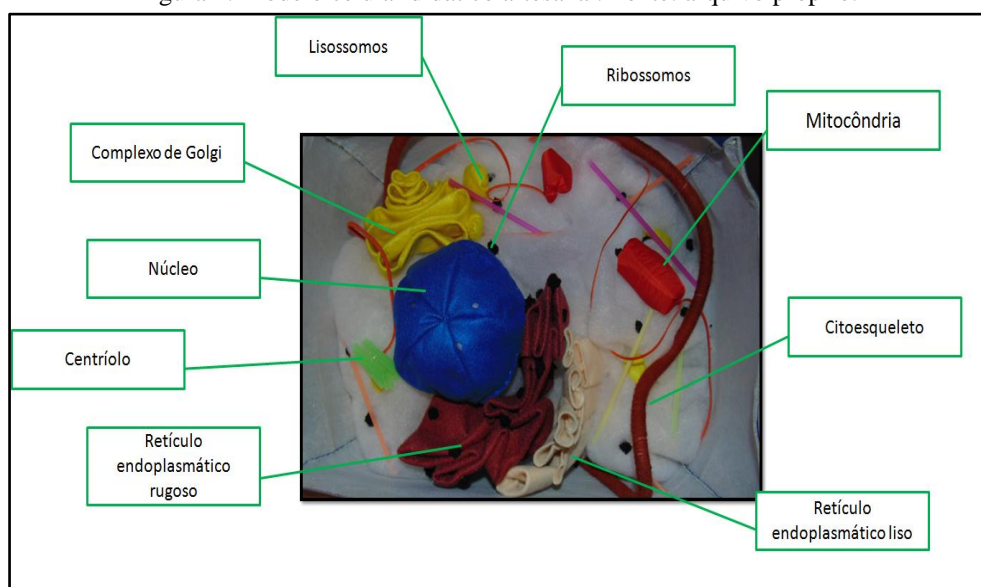 Lisossomos
Ribossomos
Mitocôndria
Complexo de Golgi
Núcleo
Citoesqueleto
Centríolo
Retículo
endoplasmático
rugoso
Retículo
endoplasmático liso